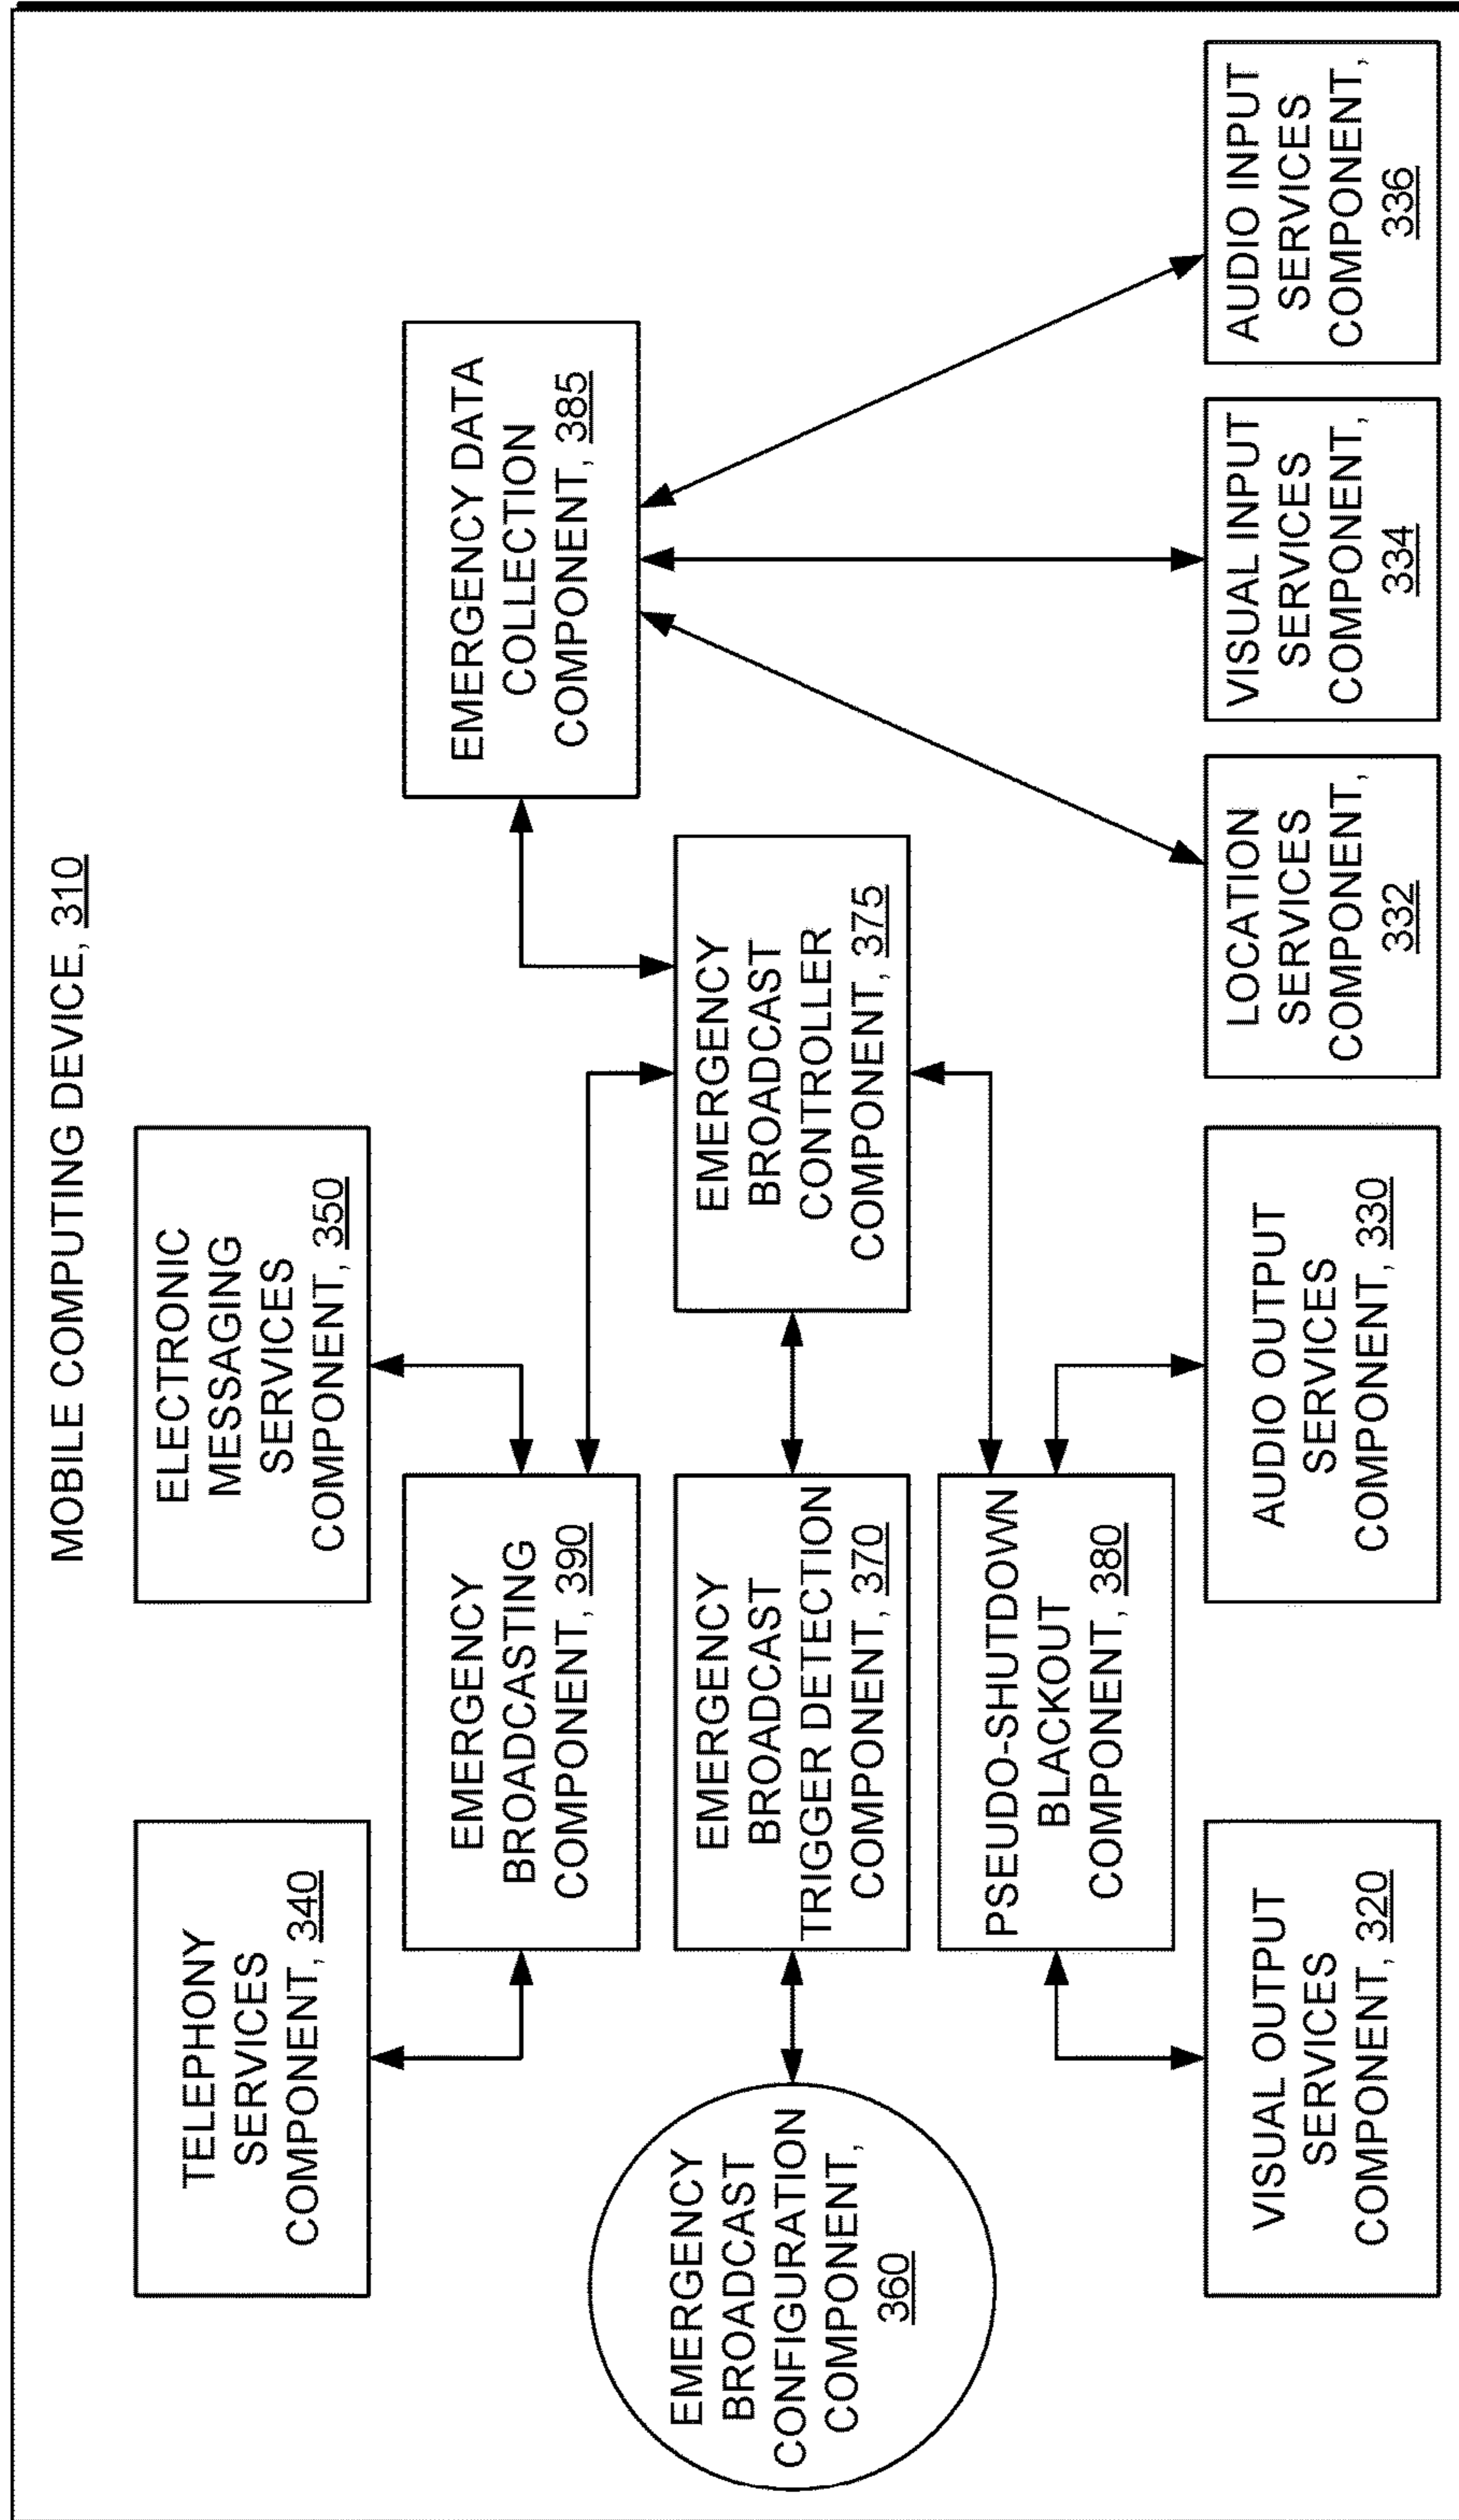 MOBILE COMPUTING DEVICE, 310
TELEPHONY
SERVICES
COMPONENT, 340
ELECTRONIC
MESSAGING
SERVICES
COMPONENT, 350
EMERGENCY
BROADCASTING
COMPONENT, 390
EMERGENCY DATA
COLLECTION
COMPONENT, 385
EMERGENCY
BROADCAST
CONFIGURATION
COMPONENT,
360
EMERGENCY
BROADCAST
TRIGGER DETECTION
COMPONENT, 370
EMERGENCY
BROADCAST
CONTROLLER
COMPONENT, 375
PSEUDO-SHUTDOWN
BLACKOUT
COMPONENT, 380
VISUAL OUTPUT
SERVICES
COMPONENT, 320
AUDIO OUTPUT
SERVICES
COMPONENT, 330
LOCATION
SERVICES
COMPONENT,
332
VISUAL INPUT
SERVICES
COMPONENT,
334
AUDIO INPUT
SERVICES
COMPONENT,
336